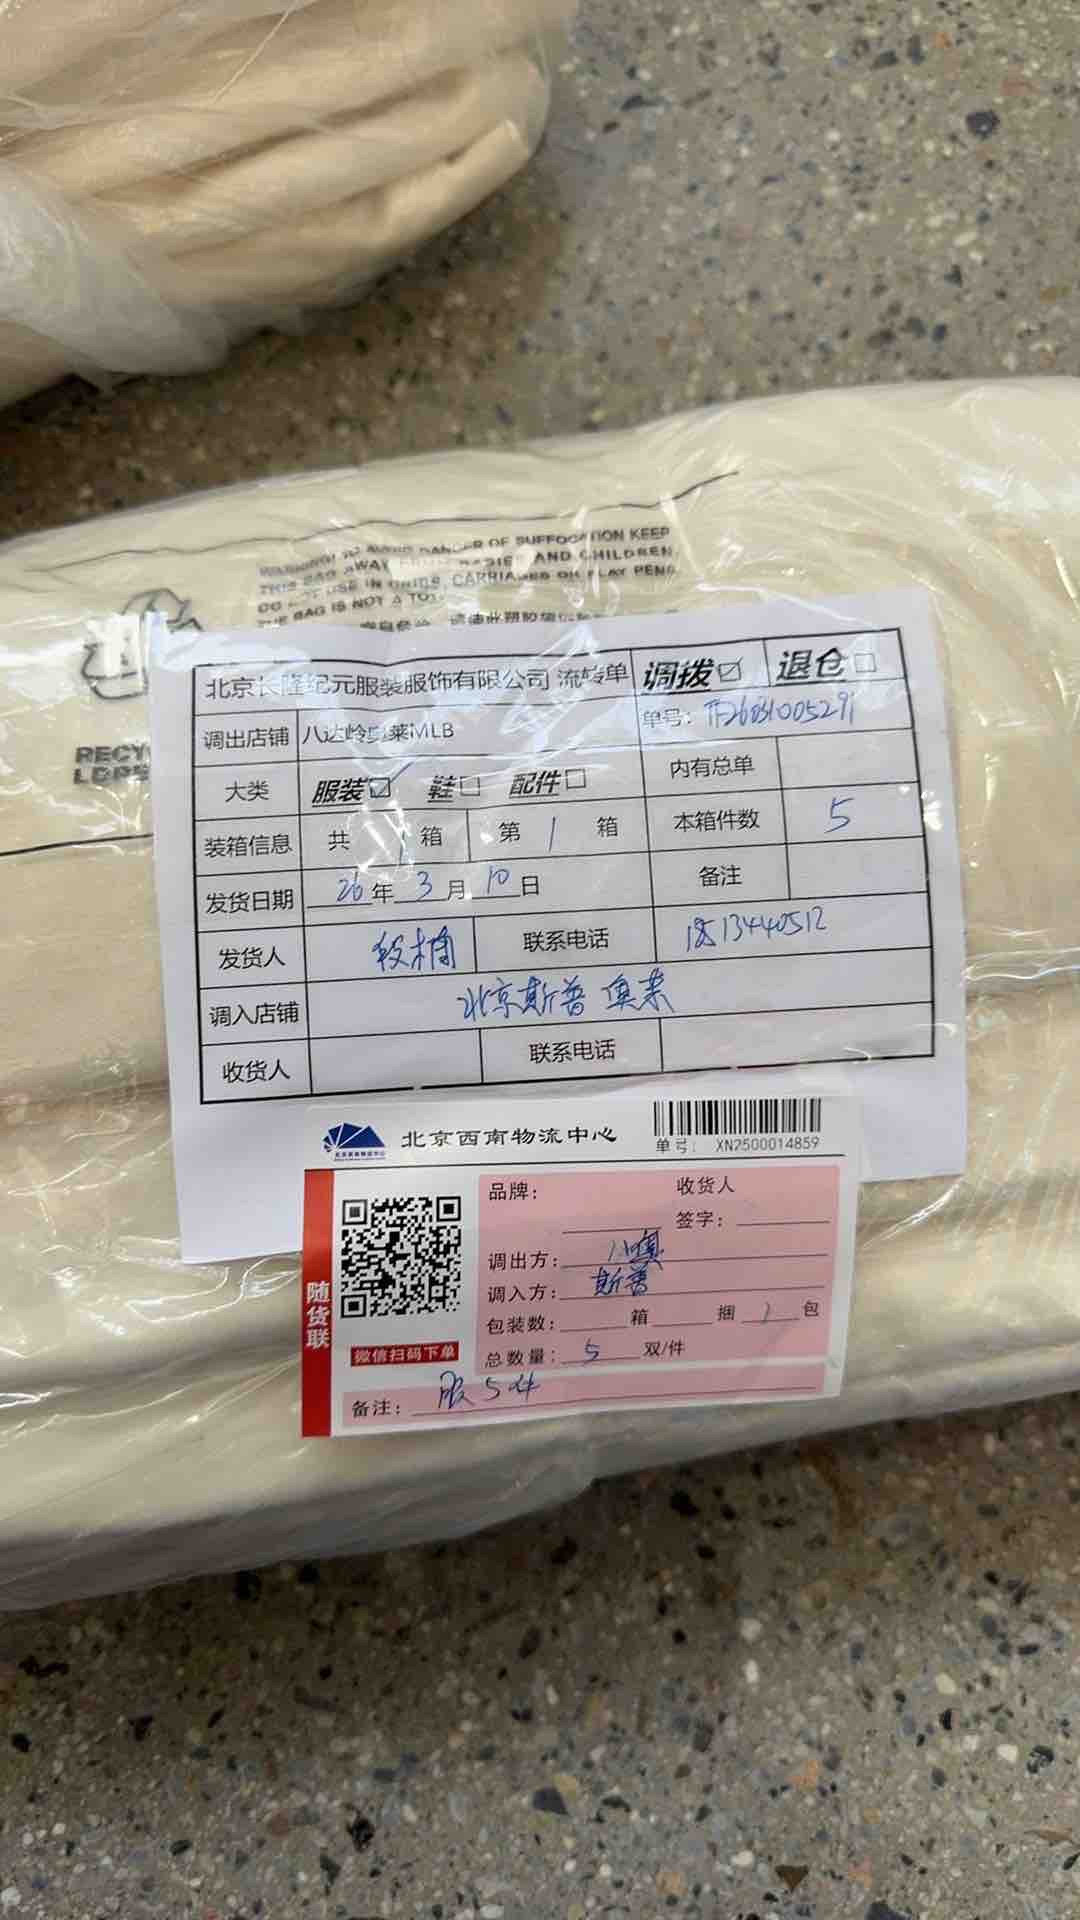 WARNING! TO AVOID DANGER OF SUFFOCATION KEEP
THIS BAG AWAY FROM BABIES AND CHILDREN.
DO NOT USE IN CRIBS, CARRIAGES OR PLAY PENS.
THE BAG IS NOT A TOY
北京长隆纪元服装服饰有限公司 流转单 调拨☑ 退仓☐
调出店铺 八达岭奥莱MLB 单号: TF26031005291
大类 服装☑ 鞋☐ 配件☐ 内有总单
装箱信息 共 1 箱 第 1 箱 本箱件数 5
发货日期 26年3月10日 备注
发货人 联系电话
调入店铺 北京斯普奥莱
收货人 联系电话
北京西南物流中心 单号: XN2500014859
随货联
微信扫码下单
品牌: 收货人
签字:
调出方: 八奥
调入方: 斯普
包装数: 箱 捆 1 包
总数量: 5 双/件
备注: 服5件